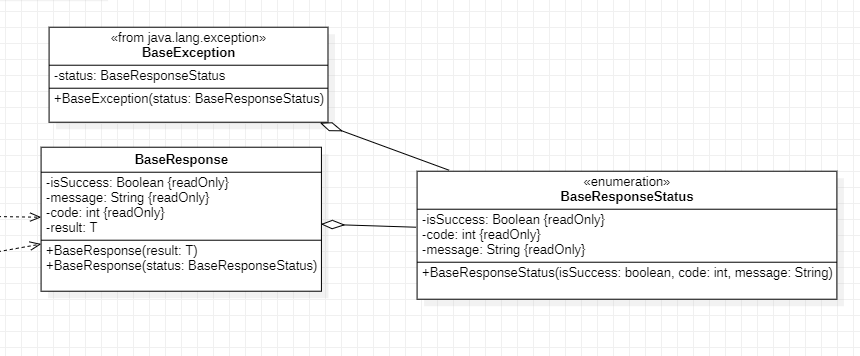 «from java.lang.exception»
BaseException
-status: BaseResponseStatus
+BaseException(status: BaseResponseStatus)
BaseResponse
-isSuccess: Boolean {readOnly}
-message: String {readOnly}
-code: int {readOnly}
-result: T
+BaseResponse(result: T)
+BaseResponse(status: BaseResponseStatus)
«enumeration»
BaseResponseStatus
-isSuccess: Boolean {readOnly}
-code: int {readOnly}
-message: String {readOnly}
+BaseResponseStatus(isSuccess: boolean, code: int, message: String)